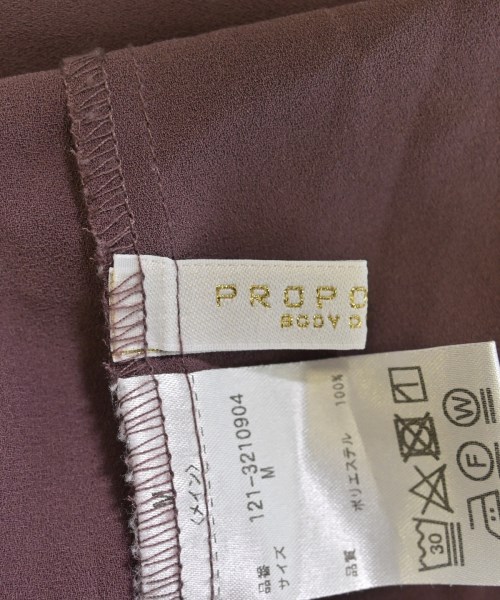 PROPO
BODY D
M
〈メイン〉
品番 121-3210904
サイズ M
品質 ポリエステル 100%
30
F
W